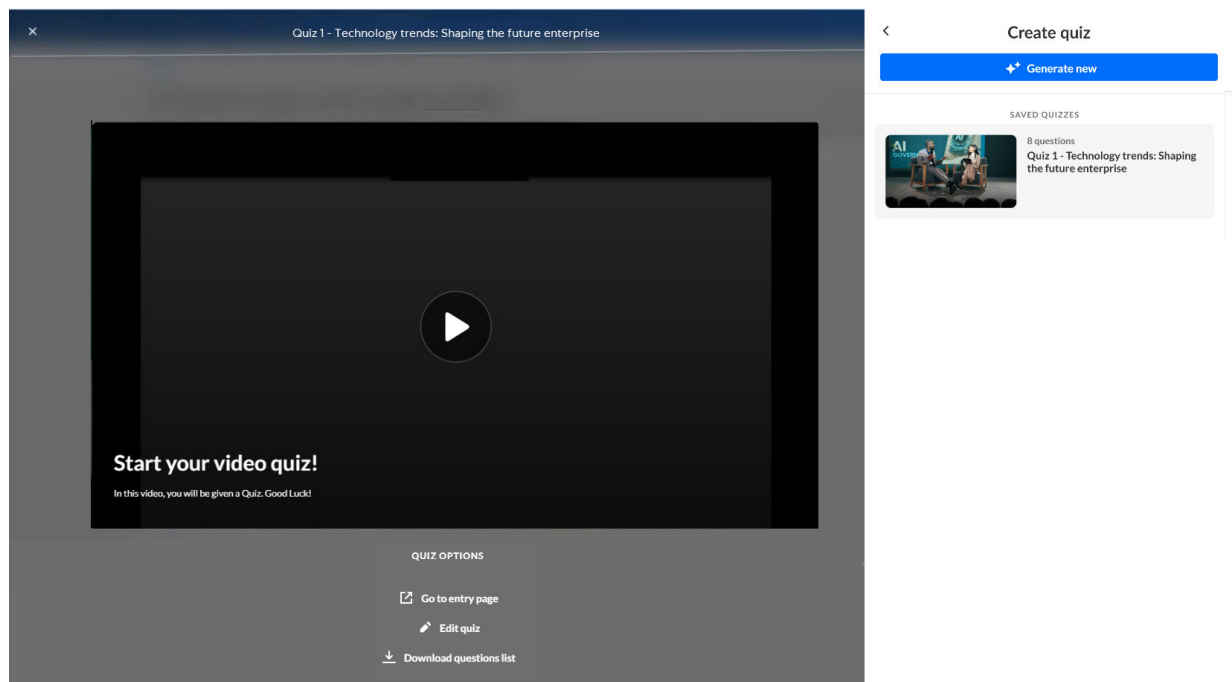 Quiz 1 - Technology trends: Shaping the future enterprise
Start your video quiz!
In this video, you will be given a Quiz. Good Luck!
QUIZ OPTIONS
Go to entry page
Edit quiz
Download questions list
Create quiz
Generate new
SAVED QUIZZES
AI
GOVERN
AI
8 questions
Quiz 1 - Technology trends: Shaping
the future enterprise